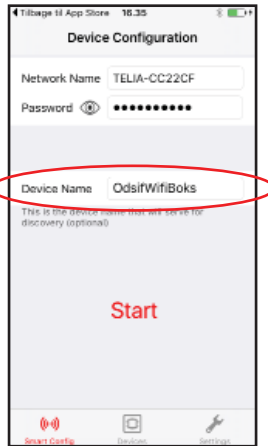 Tilbage til App Store 16.35
Device Configuration
Network Name TELIA-CC22CF
Password ••••••••••
Device Name OdsifWifiBoks
This is the device name that will serve for
discovery (optional)
Start
Smart Config Devices Settings